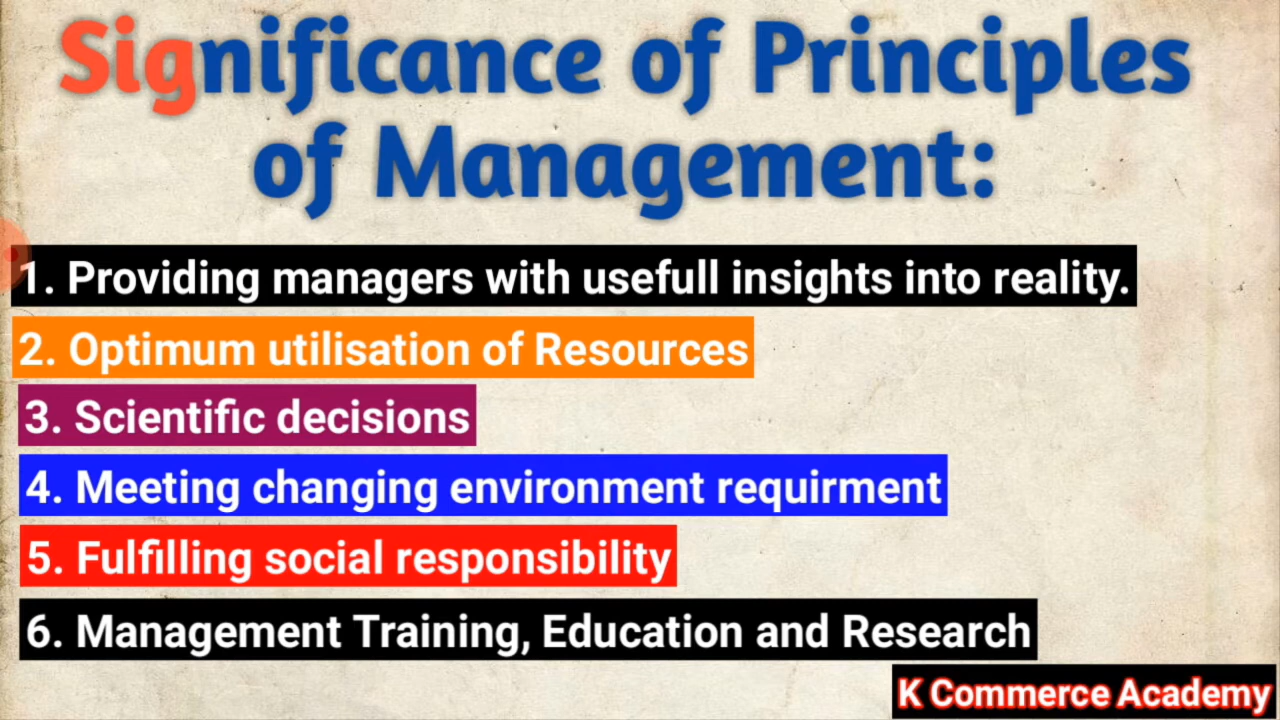 Significance of Principles
of Management:
1. Providing managers with usefull insights into reality.
2. Optimum utilisation of Resources
3. Scientific decisions
4. Meeting changing environment requirment
5. Fulfilling social responsibility
6. Management Training, Education and Research
K Commerce Academy